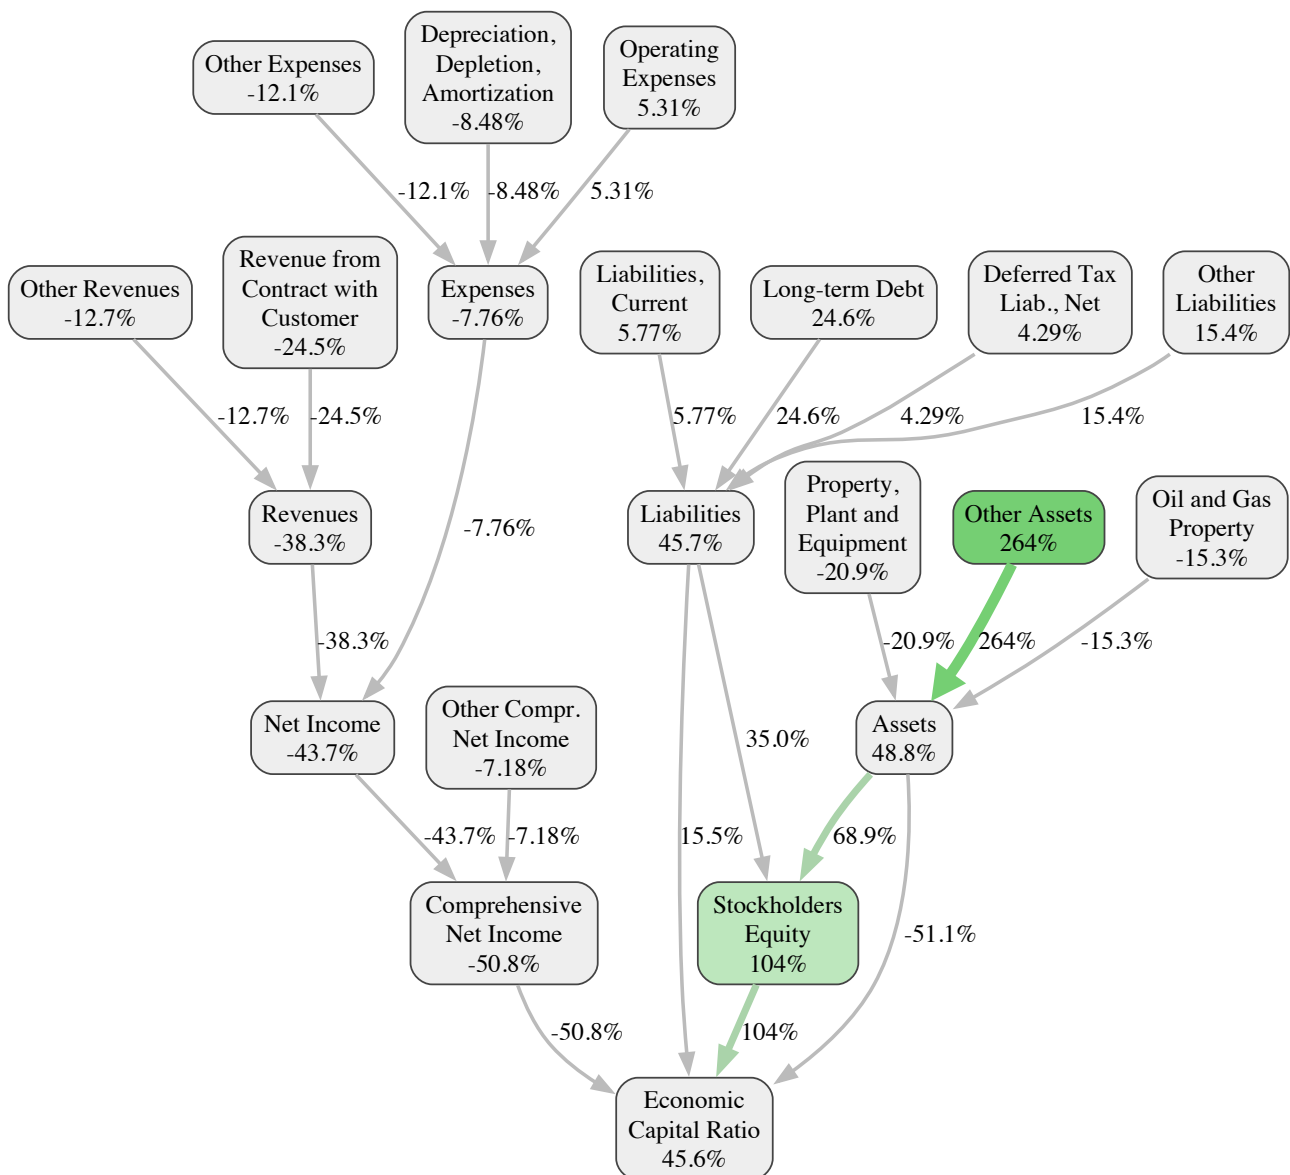 Other Expenses
-12.1%
Depreciation,
Depletion,
Amortization
-8.48%
Operating
Expenses
5.31%
-12.1%
-8.48%
5.31%
Other Revenues
-12.7%
Revenue from
Contract with
Customer
-24.5%
Expenses
-7.76%
Liabilities,
Current
5.77%
Long-term Debt
24.6%
Deferred Tax
Liab., Net
4.29%
Other
Liabilities
15.4%
-12.7%
-24.5%
5.77%
24.6%
4.29%
15.4%
Revenues
-38.3%
-7.76%
Liabilities
45.7%
Property,
Plant and
Equipment
-20.9%
Other Assets
264%
Oil and Gas
Property
-15.3%
-38.3%
-20.9%
264%
-15.3%
Net Income
-43.7%
Other Compr.
Net Income
-7.18%
35.0%
Assets
48.8%
-43.7%
-7.18%
15.5%
68.9%
Comprehensive
Net Income
-50.8%
Stockholders
Equity
104%
-51.1%
-50.8%
104%
Economic
Capital Ratio
45.6%